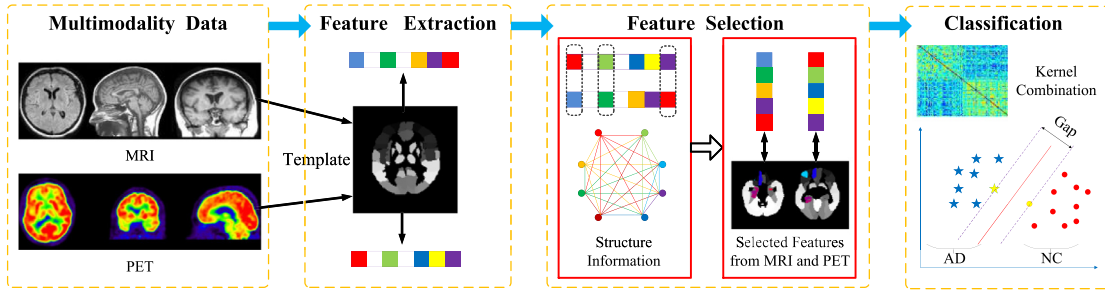 Multimodality Data
Feature Extraction
Feature Selection
Classification
MRI
PET
Template
Structure
Information
Selected Features
from MRI and PET
Kernel
Combination
Gap
AD
NC